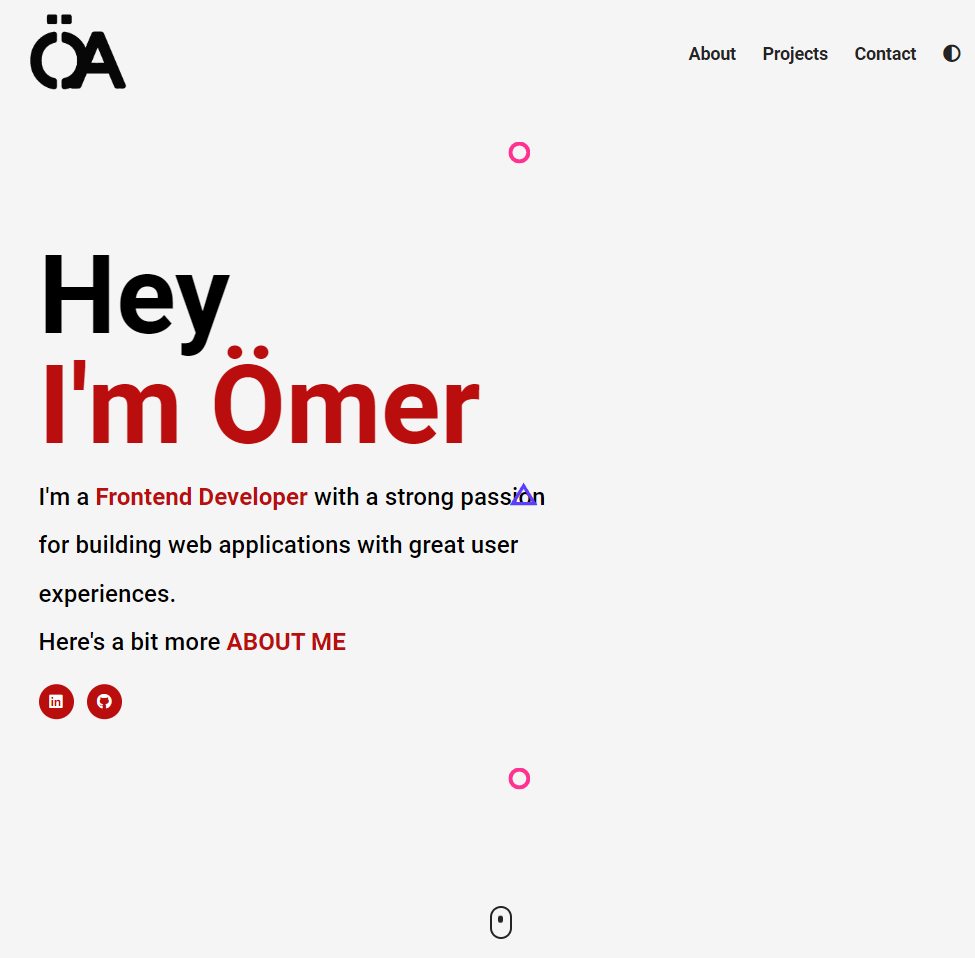 ÖA
About Projects Contact
Hey
I'm Ömer
I'm a Frontend Developer with a strong passion
for building web applications with great user
experiences.
Here's a bit more ABOUT ME
in